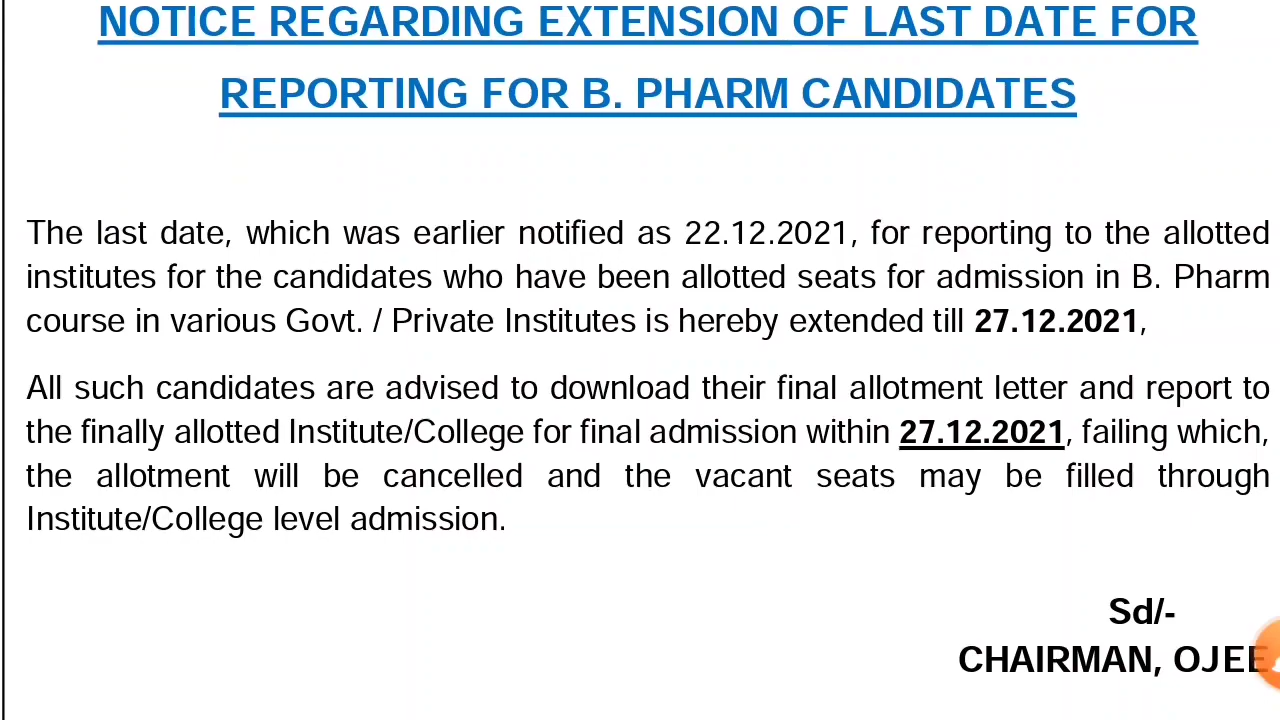 NOTICE REGARDING EXTENSION OF LAST DATE FOR
REPORTING FOR B. PHARM CANDIDATES
The last date, which was earlier notified as 22.12.2021, for reporting to the allotted
institutes for the candidates who have been allotted seats for admission in B. Pharm
course in various Govt. / Private Institutes is hereby extended till 27.12.2021,
All such candidates are advised to download their final allotment letter and report to
the finally allotted Institute/College for final admission within 27.12.2021, failing which,
the allotment will be cancelled and the vacant seats may be filled through
Institute/College level admission.
Sd/-
CHAIRMAN, OJEE